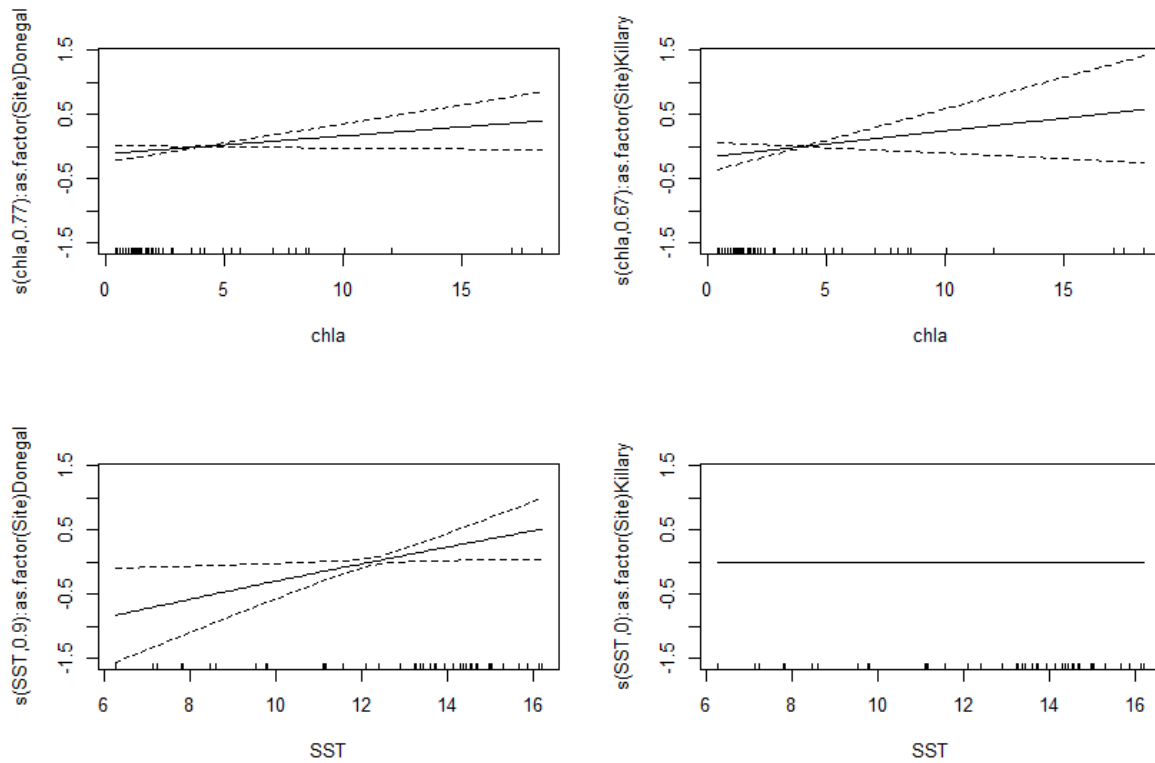 s(chla,0.77):as.factor(Site)Donegal
1.5
0.5
-0.5
-1.5
0 5 10 15
chla
s(chla,0.67):as.factor(Site)Killary
1.5
0.5
-0.5
-1.5
0 5 10 15
chla
s(SST,0.9):as.factor(Site)Donegal
1.5
0.5
-0.5
-1.5
6 8 10 12 14 16
SST
s(SST,0):as.factor(Site)Killary
1.5
0.5
-0.5
-1.5
6 8 10 12 14 16
SST